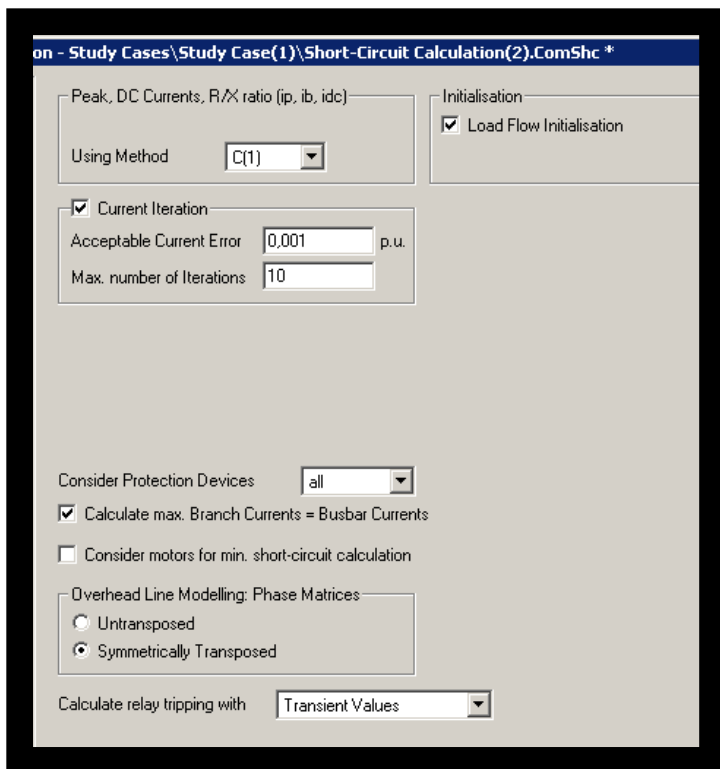 on - Study Cases\Study Case(1)\Short-Circuit Calculation(2).ComShc *
Peak, DC Currents, R/X ratio (ip, ib, idc)
Using Method C(1)
Initialisation
Load Flow Initialisation
Current Iteration
Acceptable Current Error 0,001 p.u.
Max. number of Iterations 10
Consider Protection Devices all
Calculate max. Branch Currents = Busbar Currents
Consider motors for min. short-circuit calculation
Overhead Line Modelling: Phase Matrices
Untransposed
Symmetrically Transposed
Calculate relay tripping with Transient Values